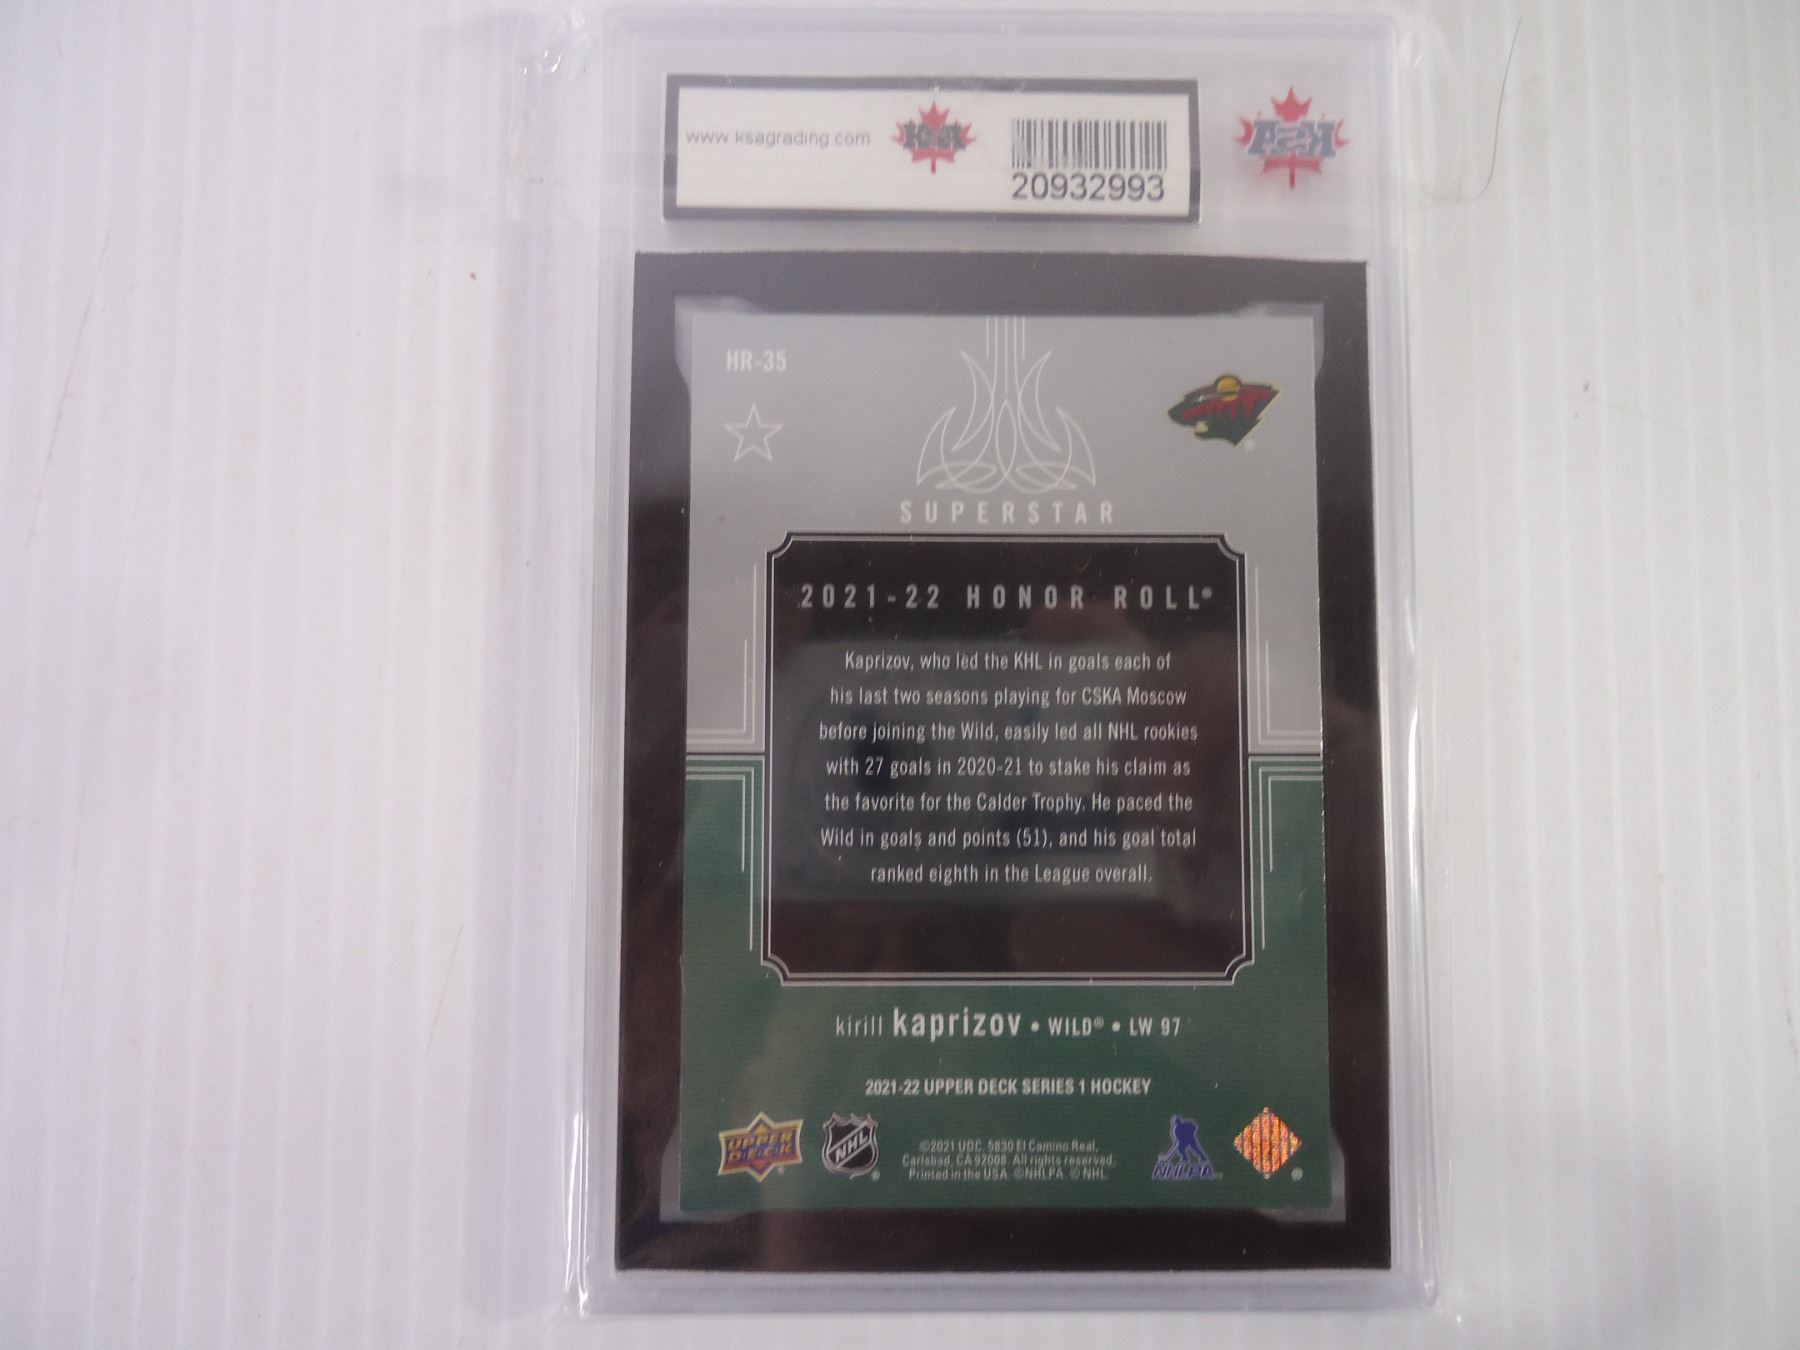 www ksagrading.com
KSA
20932993
KSA
HR-35
SUPERSTAR
2021-22 HONOR ROLL®
Kaprizov, who led the KHL in goals each of
his last two seasons playing for CSKA Moscow
before joining the Wild, easily led all NHL rookies
with 27 goals in 2020-21 to stake his claim as
the favorite for the Calder Trophy. He paced the
Wild in goals and points (51), and his goal total
ranked eighth in the League overall.
kirill kaprizov • WILD® • LW 97
2021-22 UPPER DECK SERIES 1 HOCKEY
UPPER DECK
NHL
©2021 UDC. 5830 El Camino Real,
Carlsbad, CA 92008. All rights reserved.
Printed in the USA. ©NHLPA. © NHL.
NHLPA